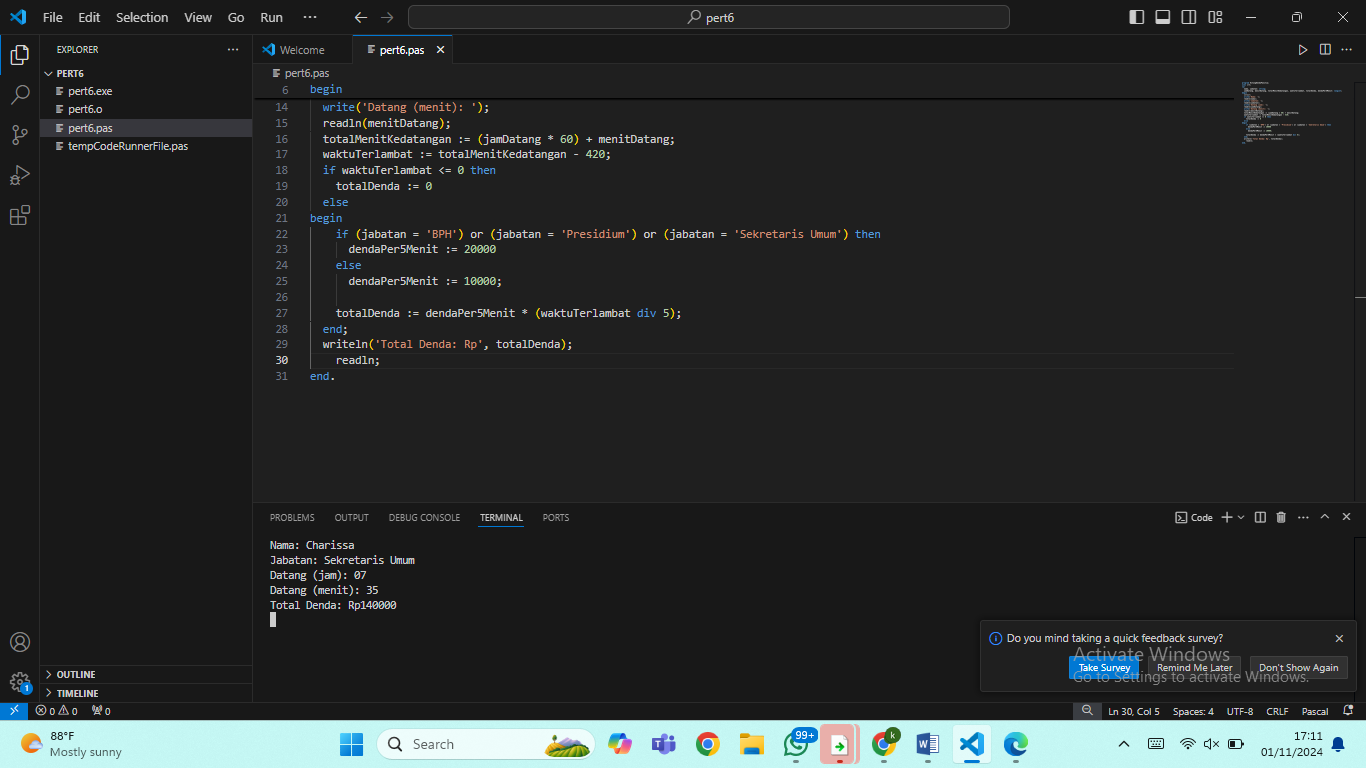 File Edit Selection View Go Run ··· pert6
EXPLORER ···
PERT6
pert6.exe
pert6.o
pert6.pas
tempCodeRunnerFile.pas
OUTLINE
TIMELINE
Welcome pert6.pas
pert6.pas
6 begin
14 write('Datang (menit): ');
15 readln(menitDatang);
16 totalMenitKedatangan := (jamDatang * 60) + menitDatang;
17 waktuTerlambat := totalMenitKedatangan - 420;
18 if waktuTerlambat <= 0 then
19 totalDenda := 0
20 else
21 begin
22 if (jabatan = 'BPH') or (jabatan = 'Presidium') or (jabatan = 'Sekretaris Umum') then
23 dendaPer5Menit := 20000
24 else
25 dendaPer5Menit := 10000;
26
27 totalDenda := dendaPer5Menit * (waktuTerlambat div 5);
28 end;
29 writeln('Total Denda: Rp', totalDenda);
30 readln;
31 end.
PROBLEMS OUTPUT DEBUG CONSOLE TERMINAL PORTS Code
Nama: Charissa
Jabatan: Sekretaris Umum
Datang (jam): 07
Datang (menit): 35
Total Denda: Rp140000
Do you mind taking a quick feedback survey?
Take Survey Remind Me Later Don't Show Again
Activate Windows
Go to Settings to activate Windows.
1
0 0 0 Ln 30, Col 5 Spaces: 4 UTF-8 CRLF Pascal
88°F
Mostly sunny
Search
99+
k
17:11
01/11/2024